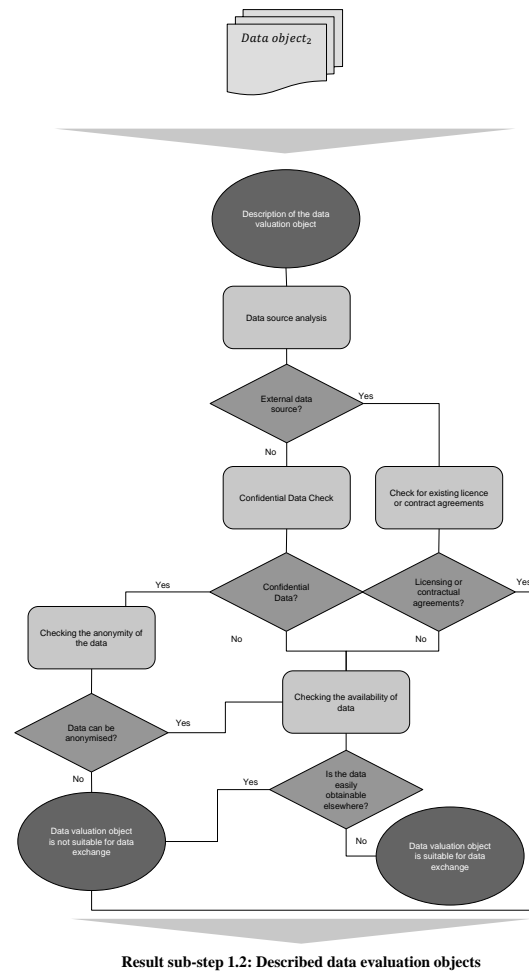 Data object₂
Description of the data
valuation object
Data source analysis
External data
source?
Yes
No
Confidential Data Check
Check for existing licence
or contract agreements
Yes
Confidential
Data?
Licensing or
contractual
agreements?
Yes
Checking the anonymity of
the data
No
No
Checking the availability of
data
Data can be
anonymised?
Yes
Is the data
easily
obtainable
elsewhere?
No
Yes
Data valuation object
is not suitable for data
exchange
No
Data valuation object
is suitable for data
exchange
Result sub-step 1.2: Described data evaluation objects